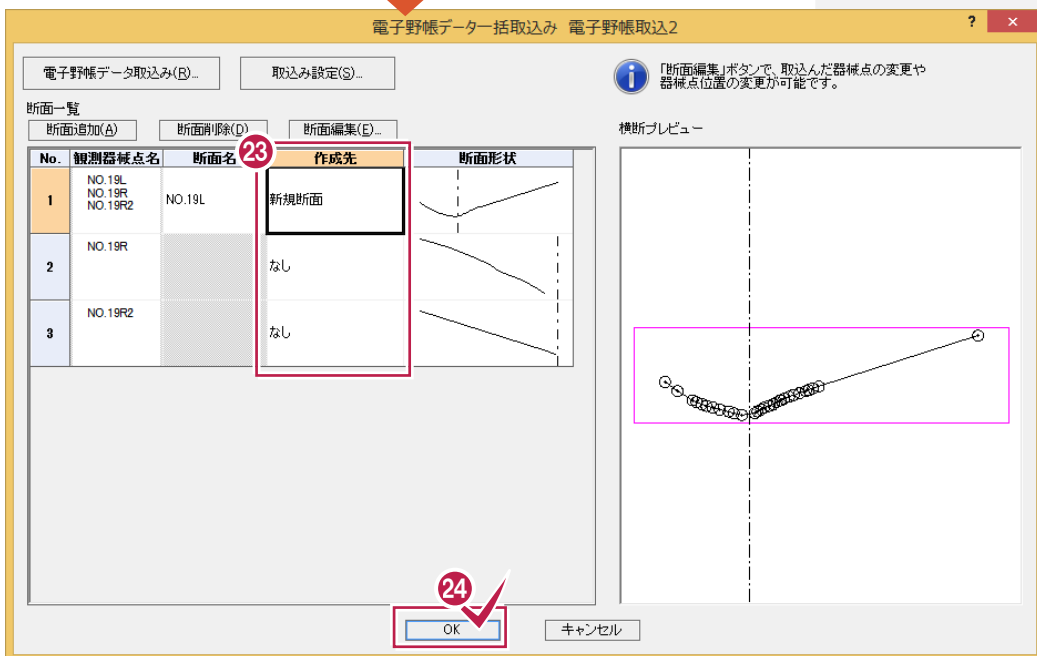 電子野帳データ一括取込み 電子野帳取込2
? ×
電子野帳データ取込み(R)...
取込み設定(S)...
i
「断面編集」ボタンで、取込んだ器械点の変更や
器械点位置の変更が可能です。
断面一覧
断面追加(A)
断面削除(D)
断面編集(E)...
横断プレビュー
23
No. 観測器械点名 断面名 作成先 断面形状
1
NO.19L
NO.19R
NO.19R2
NO.19L
新規断面
2
NO.19R
なし
3
NO.19R2
なし
24
OK
キャンセル